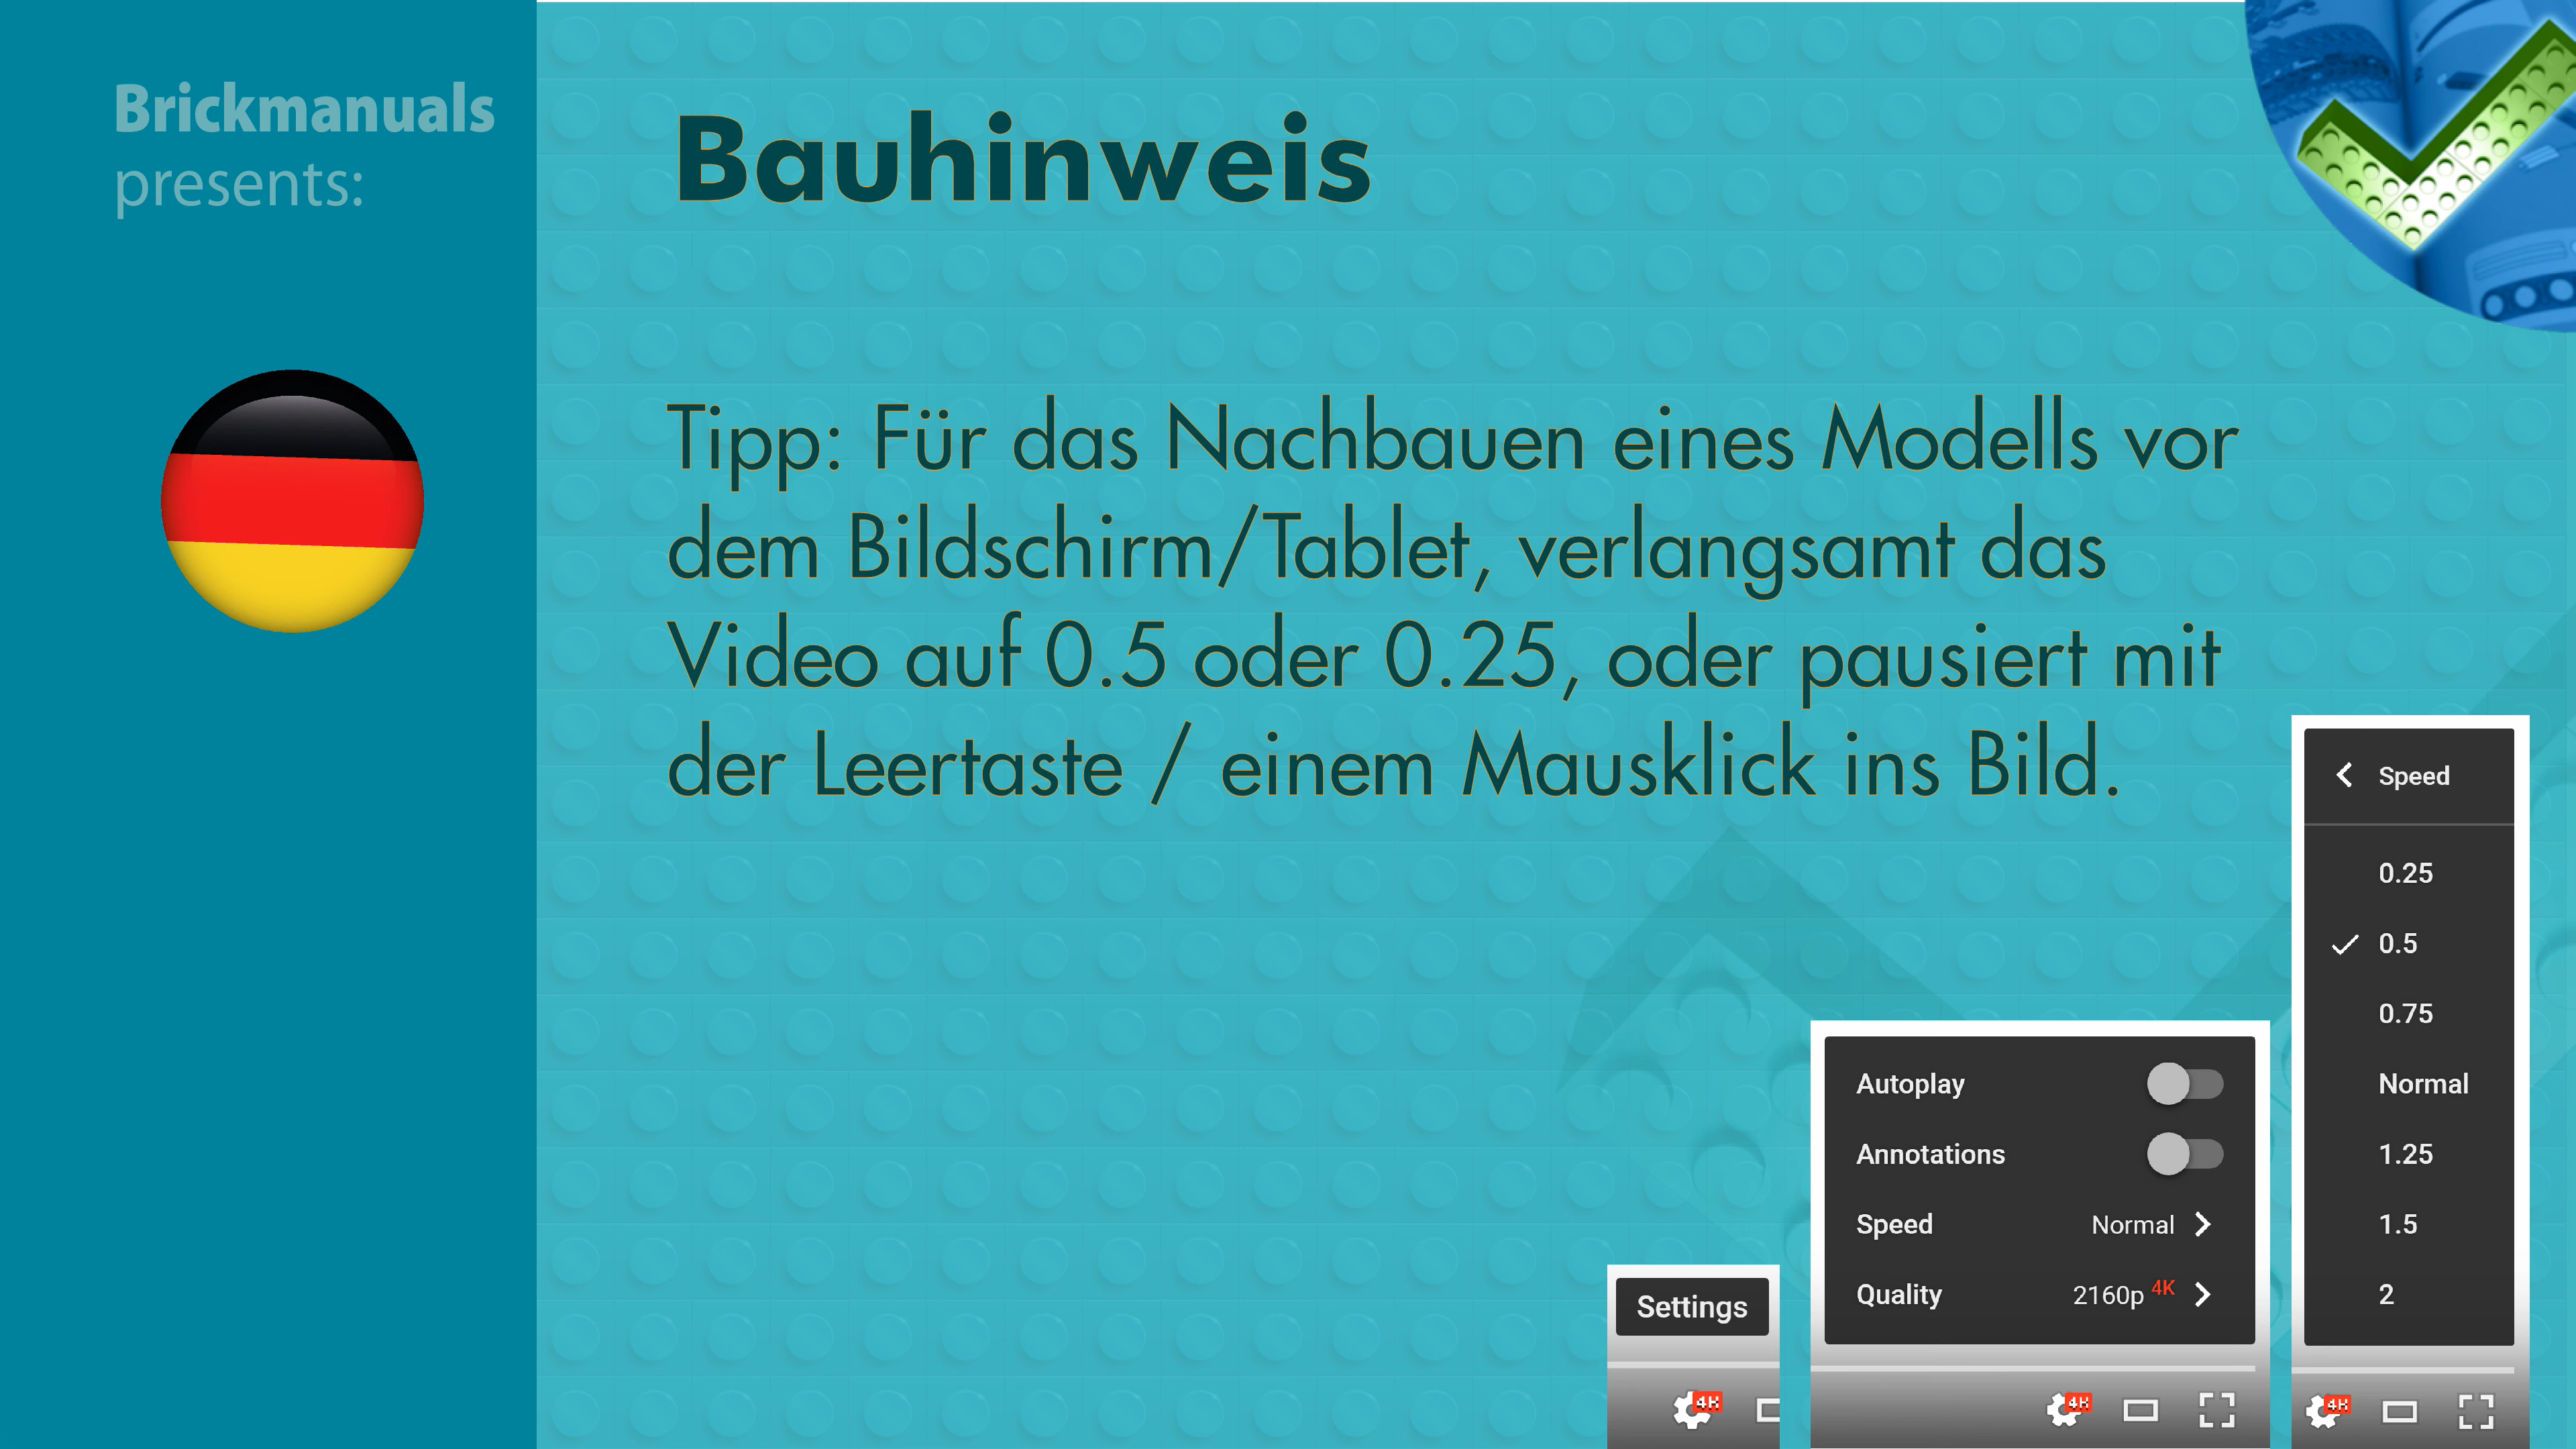 Brickmanuals
presents:
Bauhinweis
Tipp: Für das Nachbauen eines Modells vor
dem Bildschirm/Tablet, verlangsamt das
Video auf 0.5 oder 0.25, oder pausiert mit
der Leertaste / einem Mausklick ins Bild.
Settings
Autoplay
Annotations
Speed Normal
Quality 2160p 4K
Speed
0.25
0.5
0.75
Normal
1.25
1.5
2